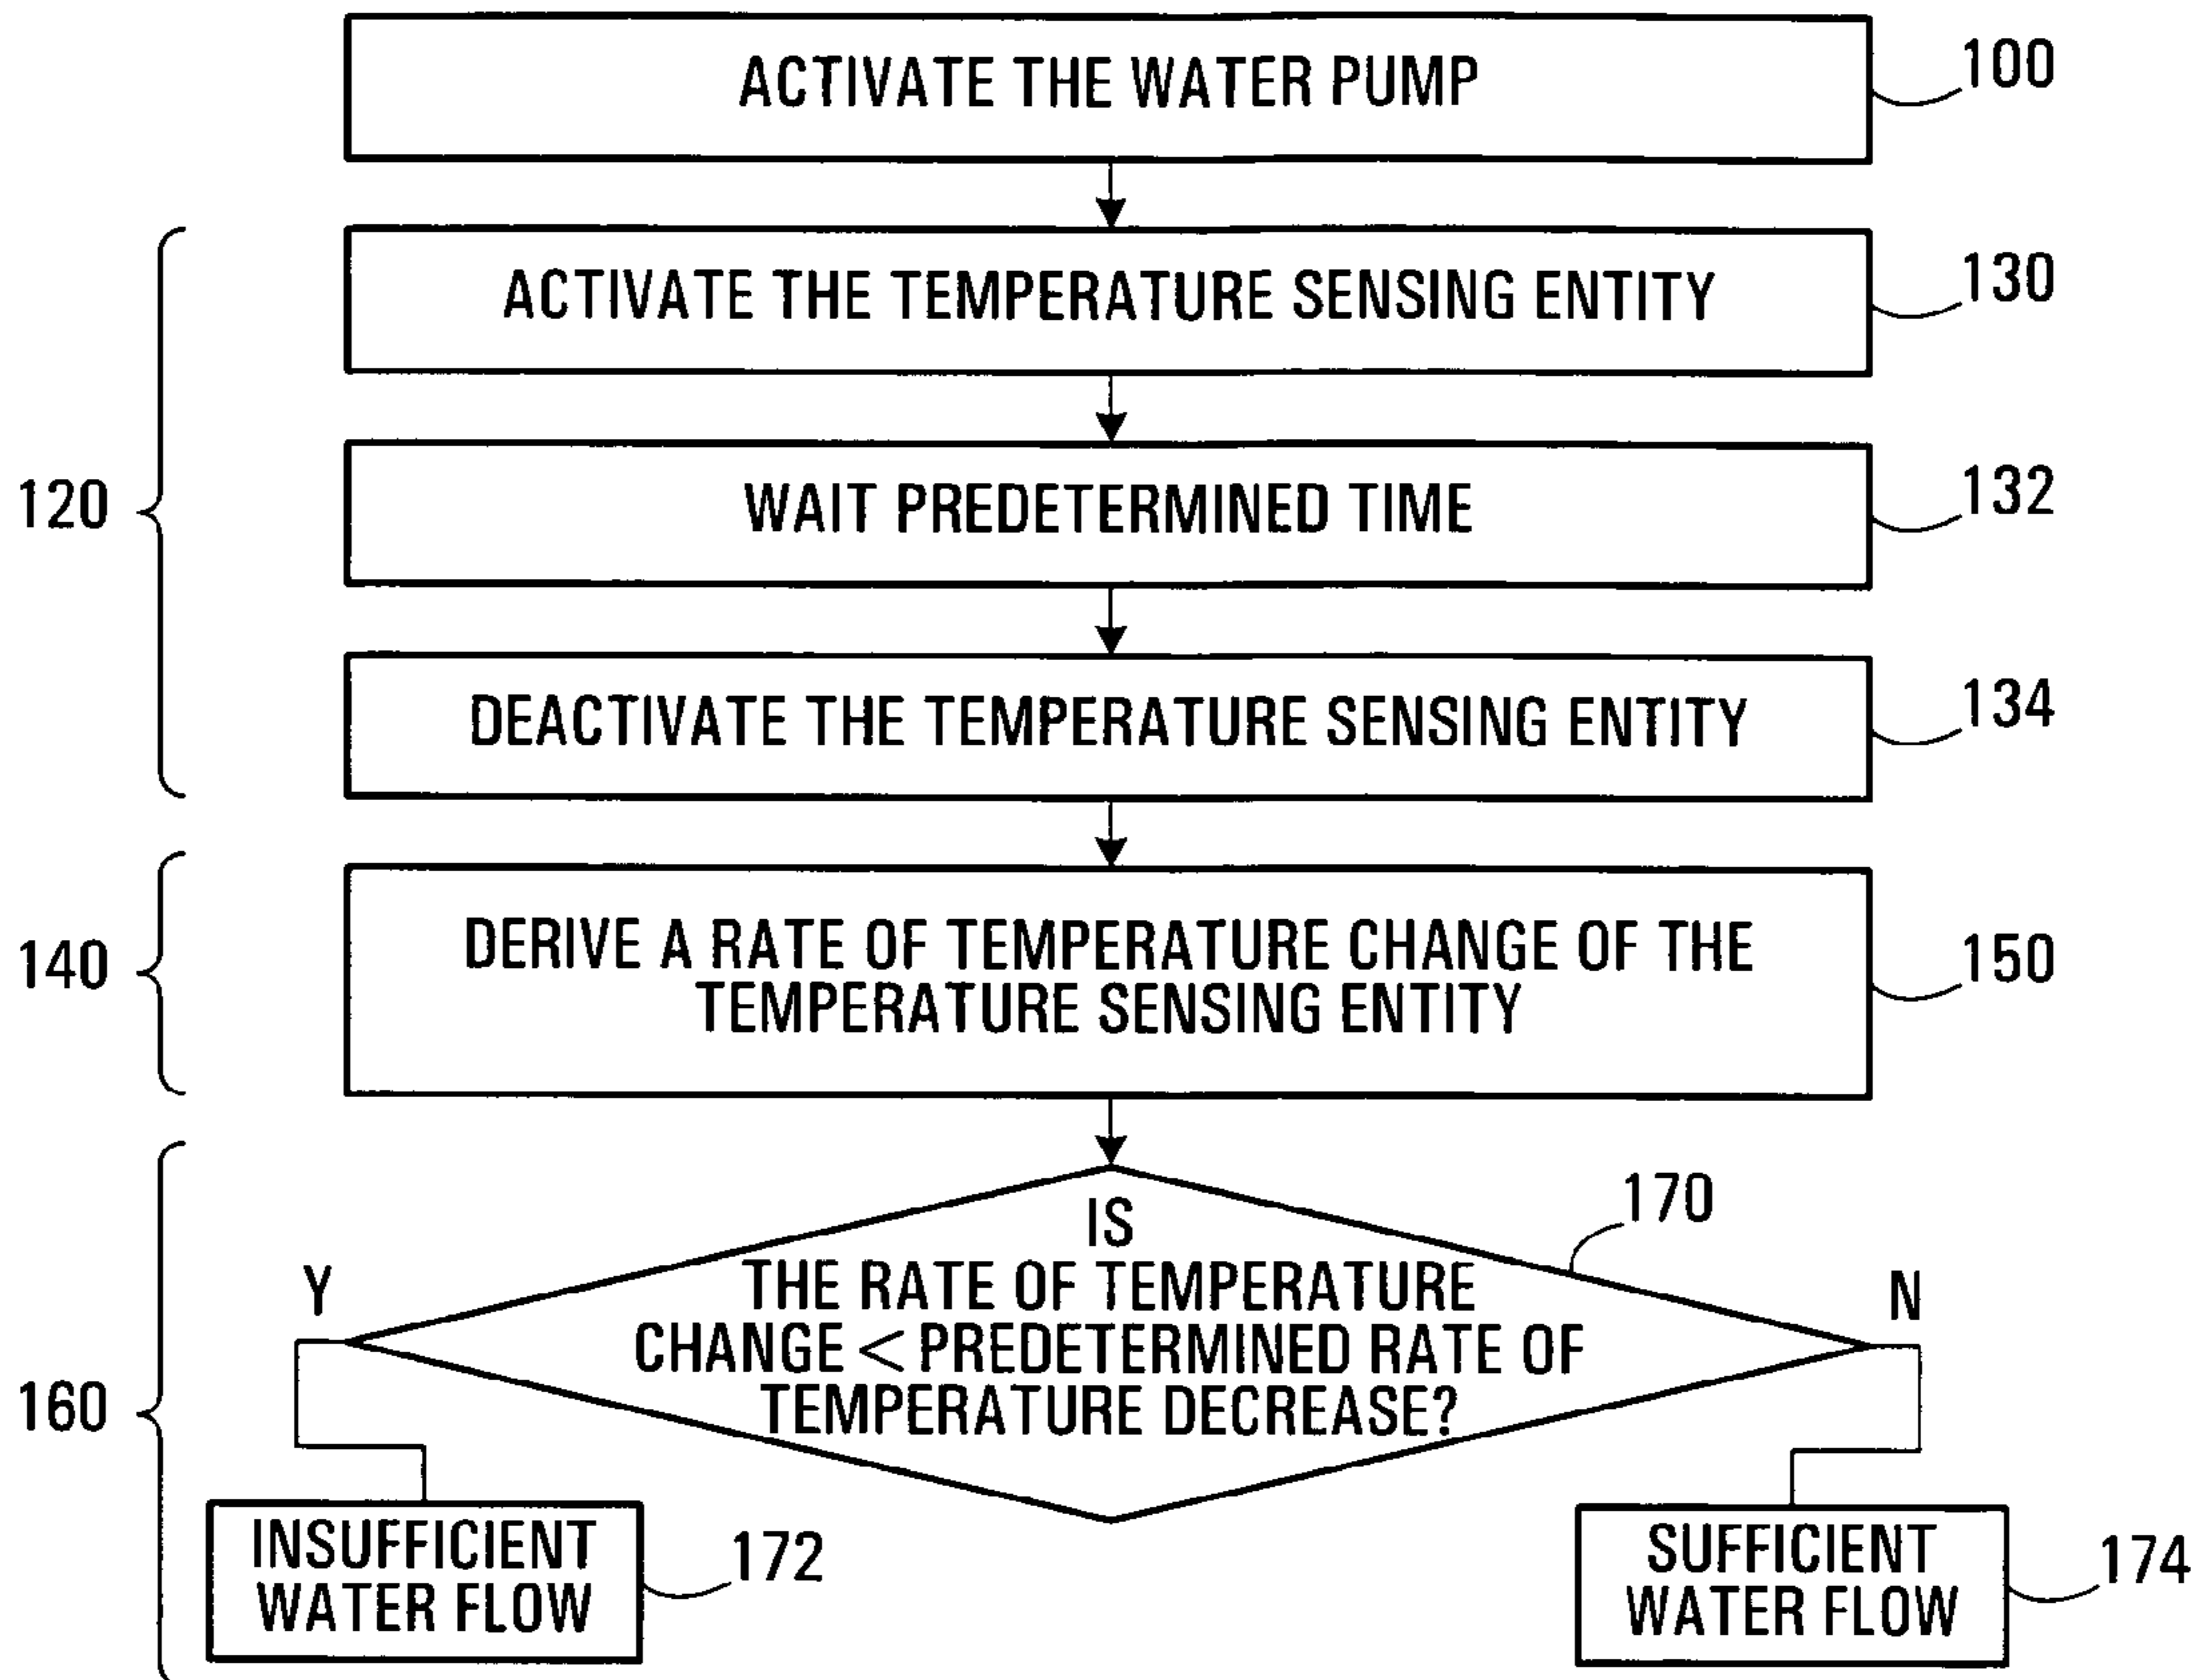 ACTIVATE THE WATER PUMP
100
ACTIVATE THE TEMPERATURE SENSING ENTITY
130
120
WAIT PREDETERMINED TIME
132
DEACTIVATE THE TEMPERATURE SENSING ENTITY
134
140
DERIVE A RATE OF TEMPERATURE CHANGE OF THE
TEMPERATURE SENSING ENTITY
150
160
170
IS
THE RATE OF TEMPERATURE
CHANGE < PREDETERMINED RATE OF
TEMPERATURE DECREASE?
Y
N
INSUFFICIENT
WATER FLOW
172
SUFFICIENT
WATER FLOW
174